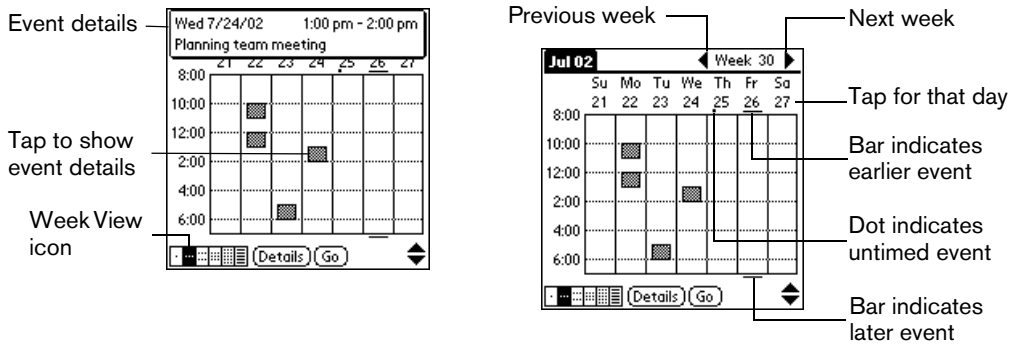 Event details
Wed 7/24/02 1:00 pm - 2:00 pm
Planning team meeting
21 22 23 24 25 26 27
8:00
10:00
12:00
2:00
4:00
6:00
Tap to show
event details
Week View
icon
Details Go
Previous week
Next week
Jul 02 Week 30
Su Mo Tu We Th Fr Sa
21 22 23 24 25 26 27
8:00
10:00
12:00
2:00
4:00
6:00
Details Go
Tap for that day
Bar indicates
earlier event
Dot indicates
untimed event
Bar indicates
later event